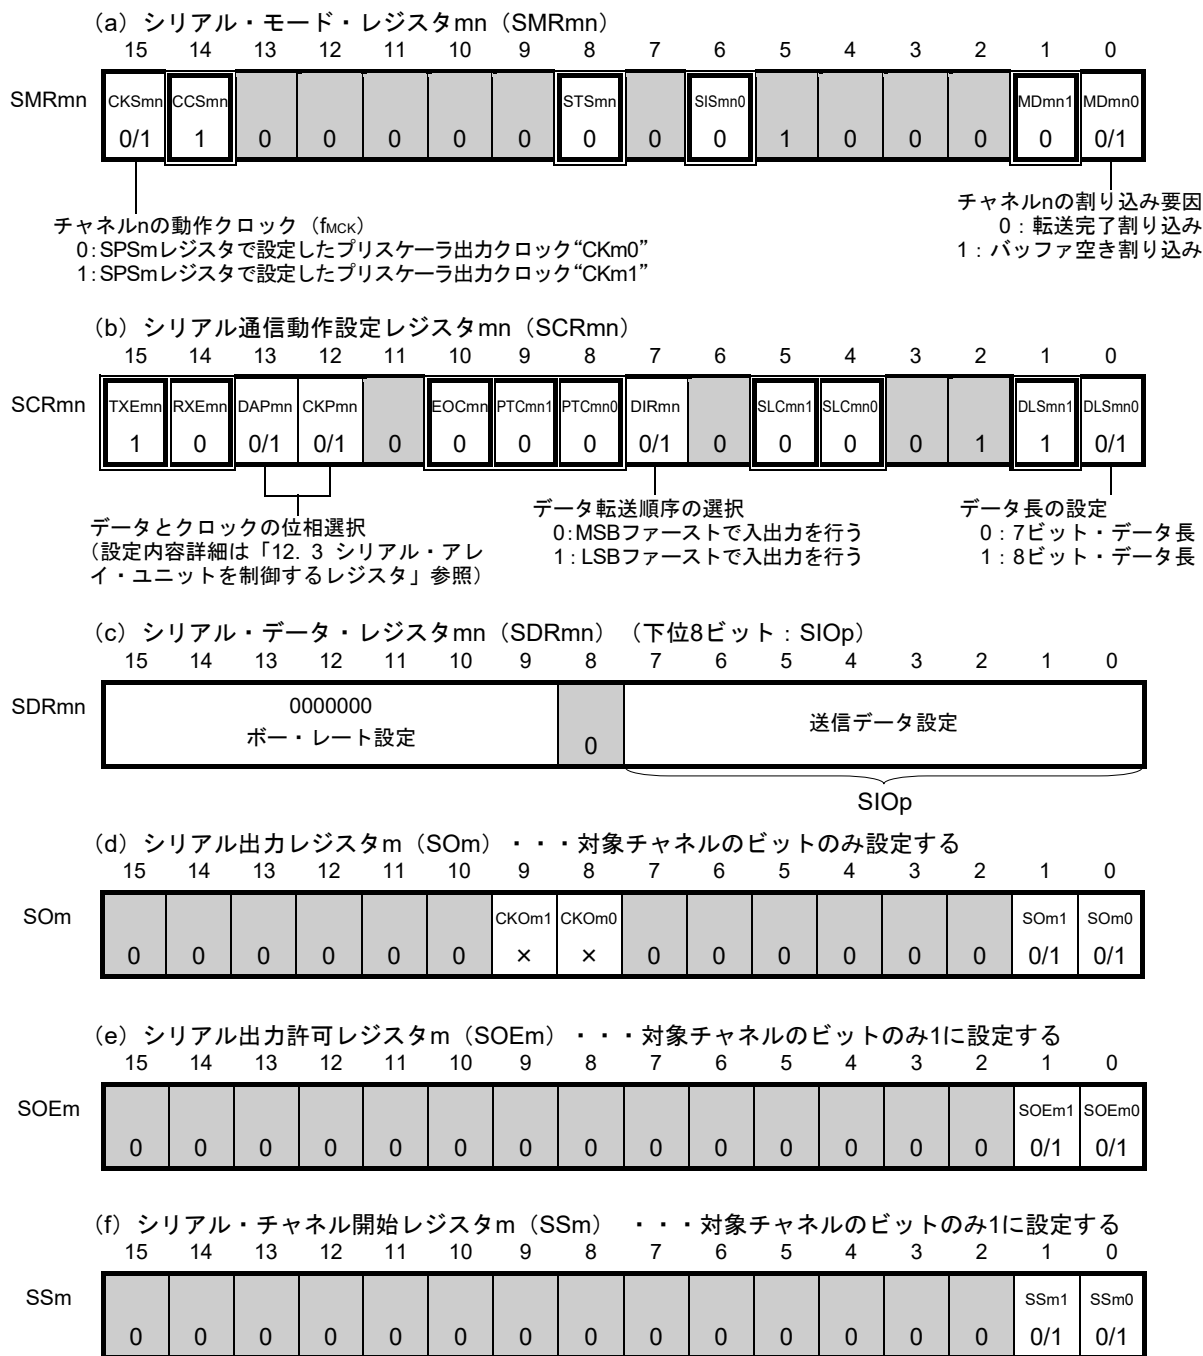 (a) シリアル・モード・レジスタmn（SMRmn）
15 14 13 12 11 10 9 8 7 6 5 4 3 2 1 0
SMRmn
CKSmn CCSmn STSmn SISmn0 MDmn1 MDmn0
0/1 1 0 0 0 0 0 0 0 0 1 0 0 0 0 0/1
チャネルnの動作クロック（fMCK）
0：SPSmレジスタで設定したプリスケーラ出力クロック“CKm0”
1：SPSmレジスタで設定したプリスケーラ出力クロック“CKm1”
チャネルnの割り込み要因
0：転送完了割り込み
1：バッファ空き割り込み
(b) シリアル通信動作設定レジスタmn（SCRmn）
15 14 13 12 11 10 9 8 7 6 5 4 3 2 1 0
SCRmn
TXEmn RXEmn DAPmn CKPmn EOCmn PTCmn1 PTCmn0 DIRmn SLCmn1 SLCmn0 DLSmn1 DLSmn0
1 0 0/1 0/1 0 0 0 0 0/1 0 0 0 0 1 1 0/1
データとクロックの位相選択
（設定内容詳細は「12. 3 シリアル・アレ
イ・ユニットを制御するレジスタ」参照）
データ転送順序の選択
0：MSBファーストで入出力を行う
1：LSBファーストで入出力を行う
データ長の設定
0：7ビット・データ長
1：8ビット・データ長
(c) シリアル・データ・レジスタmn（SDRmn）（下位8ビット：SIOp）
15 14 13 12 11 10 9 8 7 6 5 4 3 2 1 0
SDRmn
0000000
ボー・レート設定
0
送信データ設定
SIOp
(d) シリアル出力レジスタm（SOm）・・・対象チャネルのビットのみ設定する
15 14 13 12 11 10 9 8 7 6 5 4 3 2 1 0
SOm
CKOm1 CKOm0 SOm1 SOm0
0 0 0 0 0 0 × × 0 0 0 0 0 0 0/1 0/1
(e) シリアル出力許可レジスタm（SOEm）・・・対象チャネルのビットのみ1に設定する
15 14 13 12 11 10 9 8 7 6 5 4 3 2 1 0
SOEm
SOEm1 SOEm0
0 0 0 0 0 0 0 0 0 0 0 0 0 0 0/1 0/1
(f) シリアル・チャネル開始レジスタm（SSm）・・・対象チャネルのビットのみ1に設定する
15 14 13 12 11 10 9 8 7 6 5 4 3 2 1 0
SSm
SSm1 SSm0
0 0 0 0 0 0 0 0 0 0 0 0 0 0 0/1 0/1